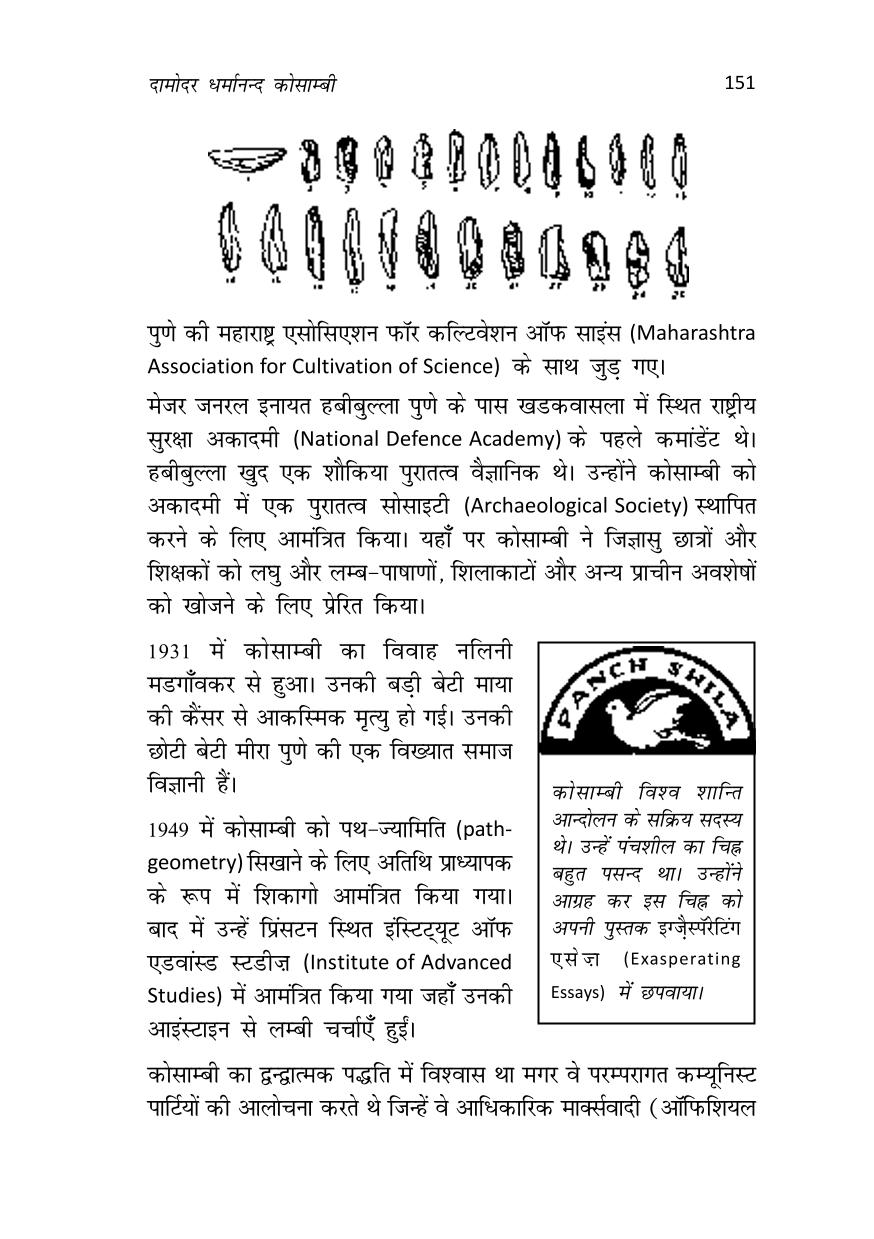 दामोदर धर्मानन्द कोसाम्बी 151
पुणे की महाराष्ट्र एसोसिएशन फॉर कल्टिवेशन ऑफ साइंस (Maharashtra
Association for Cultivation of Science) के साथ जुड़ गए।
मेजर जनरल इनायत हबीबुल्ला पुणे के पास खडकवासला में स्थित राष्ट्रीय
सुरक्षा अकादमी (National Defence Academy) के पहले कमांडेंट थे।
हबीबुल्ला खुद एक शौकिया पुरातत्व वैज्ञानिक थे। उन्होंने कोसाम्बी को
अकादमी में एक पुरातत्व सोसाइटी (Archaeological Society) स्थापित
करने के लिए आमंत्रित किया। यहाँ पर कोसाम्बी ने जिज्ञासु छात्रों और
शिक्षकों को लघु और लम्ब-पाषाणों, शिलाकाटों और अन्य प्राचीन अवशेषों
को खोजने के लिए प्रेरित किया।
1931 में कोसाम्बी का विवाह नलिनी
मडगाँवकर से हुआ। उनकी बड़ी बेटी माया
की कैंसर से आकस्मिक मृत्यु हो गई। उनकी
छोटी बेटी मीरा पुणे की एक विख्यात समाज
विज्ञानी हैं।
1949 में कोसाम्बी को पथ-ज्यामिति (path-
geometry) सिखाने के लिए अतिथि प्राध्यापक
के रूप में शिकागो आमंत्रित किया गया।
बाद में उन्हें प्रिंसटन स्थित इंस्टिट्यूट ऑफ
एडवांस्ड स्टडीज़ (Institute of Advanced
Studies) में आमंत्रित किया गया जहाँ उनकी
आइंस्टाइन से लम्बी चर्चाएँ हुईं।
PANCH SHILA
कोसाम्बी विश्व शान्ति
आन्दोलन के सक्रिय सदस्य
थे। उन्हें पंचशील का चिह्न
बहुत पसन्द था। उन्होंने
आग्रह कर इस चिह्न को
अपनी पुस्तक इग्ज़ैस्पॅरेटिंग
एसेज़ (Exasperating
Essays) में छपवाया।
कोसाम्बी का द्वन्द्वात्मक पद्धति में विश्वास था मगर वे परम्परागत कम्यूनिस्ट
पार्टियों की आलोचना करते थे जिन्हें वे आधिकारिक मार्क्सवादी (ऑफिशियल